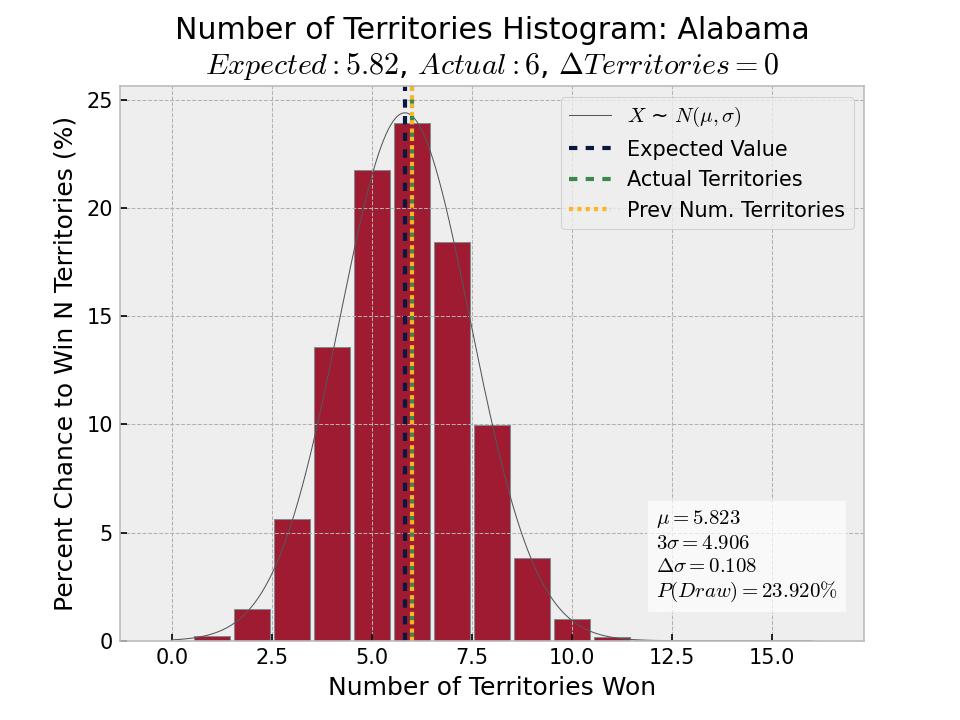 Number of Territories Histogram: Alabama
Expected : 5.82, Actual : 6, ΔTerritories = 0
Percent Chance to Win N Territories (%)
25
20
15
10
5
0
X ~ N(μ, σ)
Expected Value
Actual Territories
Prev Num. Territories
μ = 5.823
3σ = 4.906
Δσ = 0.108
P(Draw) = 23.920%
0.0 2.5 5.0 7.5 10.0 12.5 15.0
Number of Territories Won